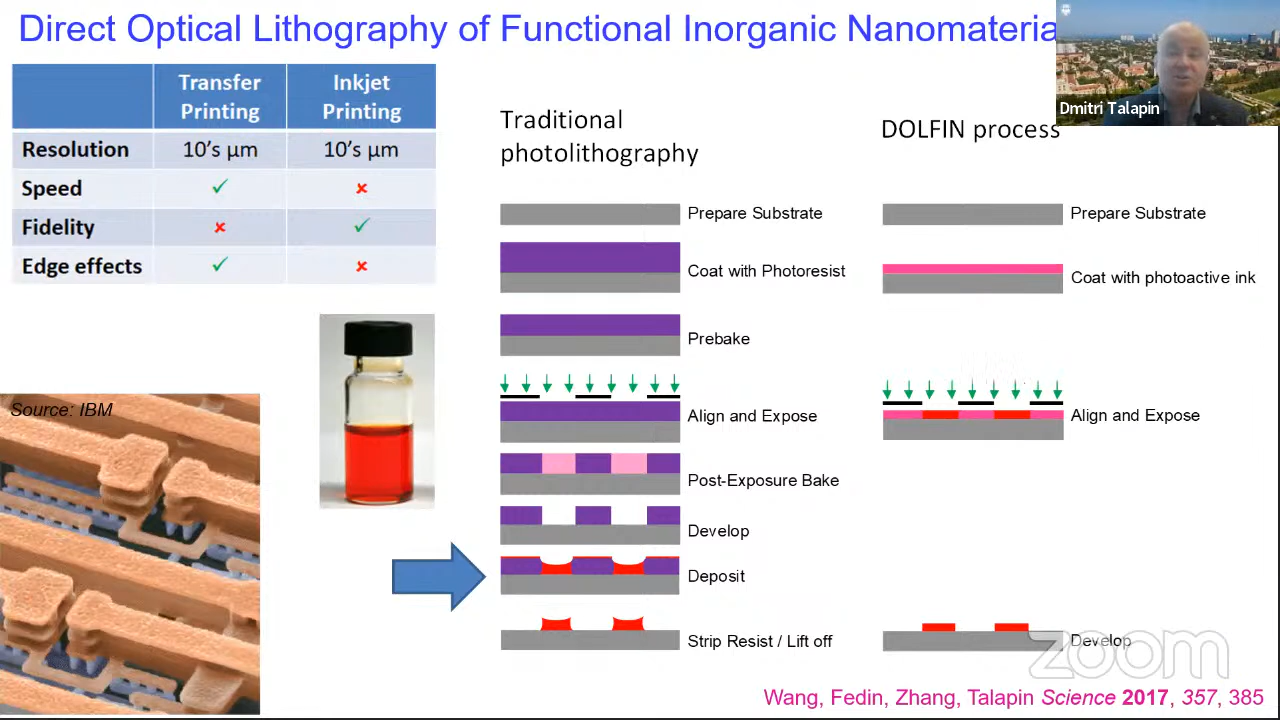 Direct Optical Lithography of Functional Inorganic Nanomateria
Dmitri Talapin
Transfer Printing
Inkjet Printing
Resolution 10's μm 10's μm
Speed ✓ ✘
Fidelity ✘ ✓
Edge effects ✓ ✘
Source: IBM
Traditional
photolithography
Prepare Substrate
Coat with Photoresist
Prebake
Align and Expose
Post-Exposure Bake
Develop
Deposit
Strip Resist / Lift off
DOLFIN process
Prepare Substrate
Coat with photoactive ink
Align and Expose
Develop
zoom
Wang, Fedin, Zhang, Talapin Science 2017, 357, 385